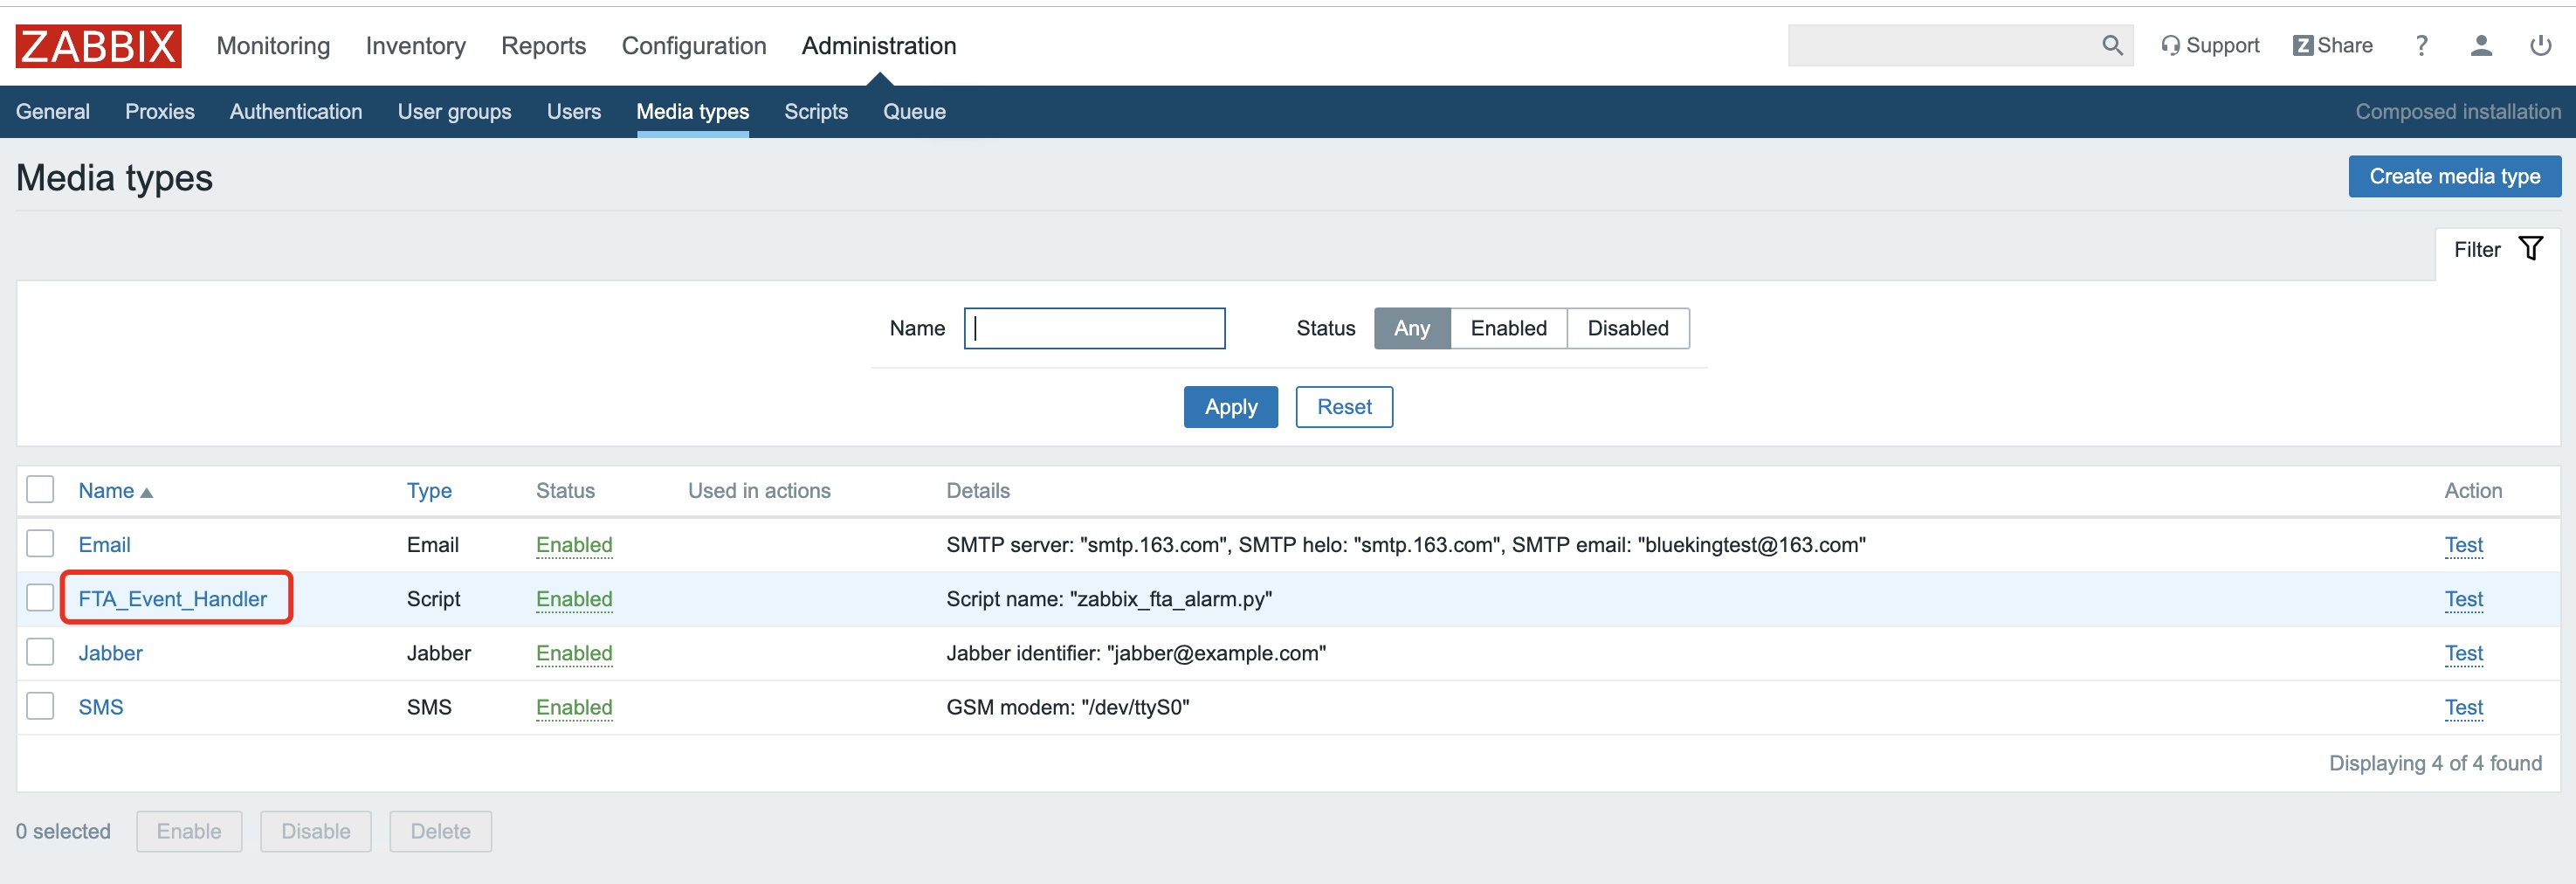 ZABBIX Monitoring Inventory Reports Configuration Administration Support Z Share ?
General Proxies Authentication User groups Users Media types Scripts Queue Composed installation
Media types Create media type
Filter
Name Status Any Enabled Disabled
Apply Reset
Name Type Status Used in actions Details Action
Email Email Enabled SMTP server: "smtp.163.com", SMTP helo: "smtp.163.com", SMTP email: "bluekingtest@163.com" Test
FTA_Event_Handler Script Enabled Script name: "zabbix_fta_alarm.py" Test
Jabber Jabber Enabled Jabber identifier: "jabber@example.com" Test
SMS SMS Enabled GSM modem: "/dev/ttyS0" Test
Displaying 4 of 4 found
0 selected Enable Disable Delete